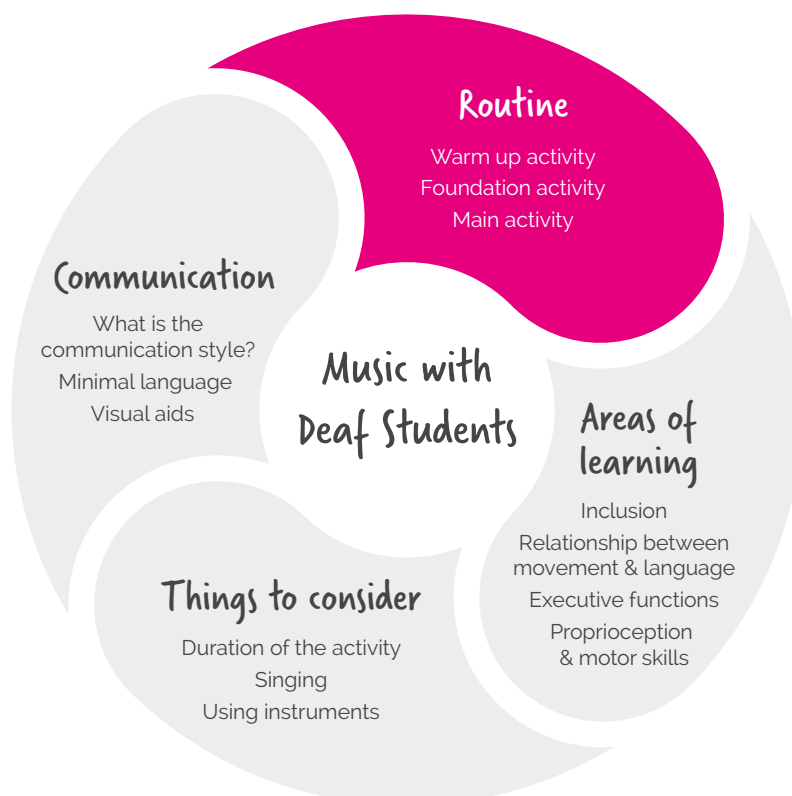 Routine
Warm up activity
Foundation activity
Main activity
Communication
What is the
communication style?
Minimal language
Visual aids
Music with
Deaf Students
Areas of
learning
Inclusion
Relationship between
movement & language
Executive functions
Proprioception
& motor skills
Things to consider
Duration of the activity
Singing
Using instruments